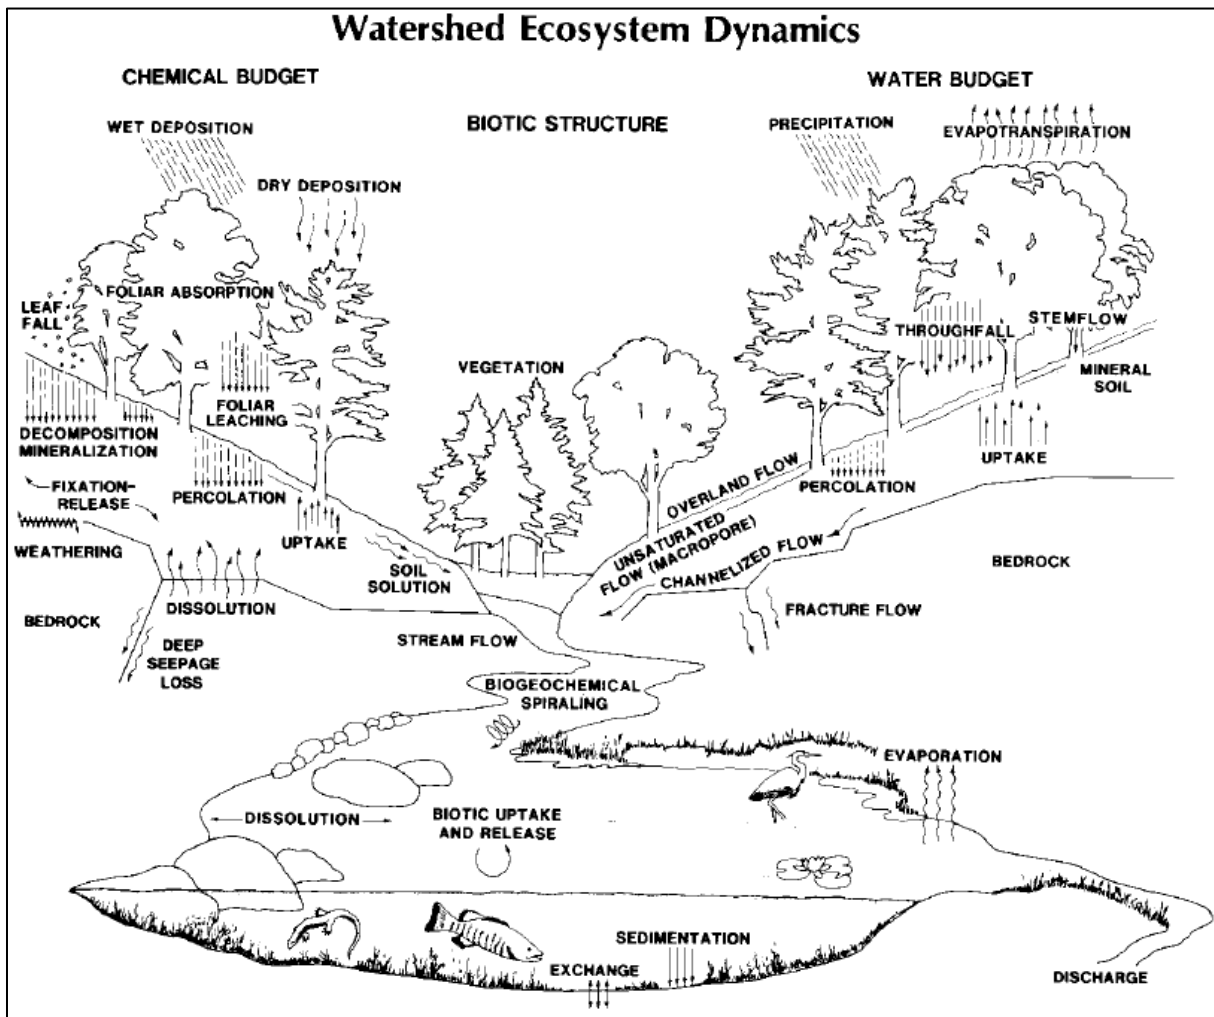 Watershed Ecosystem Dynamics
CHEMICAL BUDGET
WATER BUDGET
BIOTIC STRUCTURE
WET DEPOSITION
DRY DEPOSITION
PRECIPITATION
EVAPOTRANSPIRATION
FOLIAR ABSORPTION
LEAF
FALL
FOLIAR
LEACHING
DECOMPOSITION
MINERALIZATION
PERCOLATION
FIXATION-
RELEASE
WEATHERING
UPTAKE
SOIL
SOLUTION
DISSOLUTION
BEDROCK
DEEP
SEEPAGE
LOSS
VEGETATION
THROUGHFALL
STEMFLOW
MINERAL
SOIL
UPTAKE
PERCOLATION
OVERLAND FLOW
UNSATURATED
FLOW (MACROPORE)
CHANNELIZED FLOW
BEDROCK
FRACTURE FLOW
STREAM FLOW
BIOGEOCHEMICAL
SPIRALING
EVAPORATION
DISSOLUTION
BIOTIC UPTAKE
AND RELEASE
SEDIMENTATION
EXCHANGE
DISCHARGE